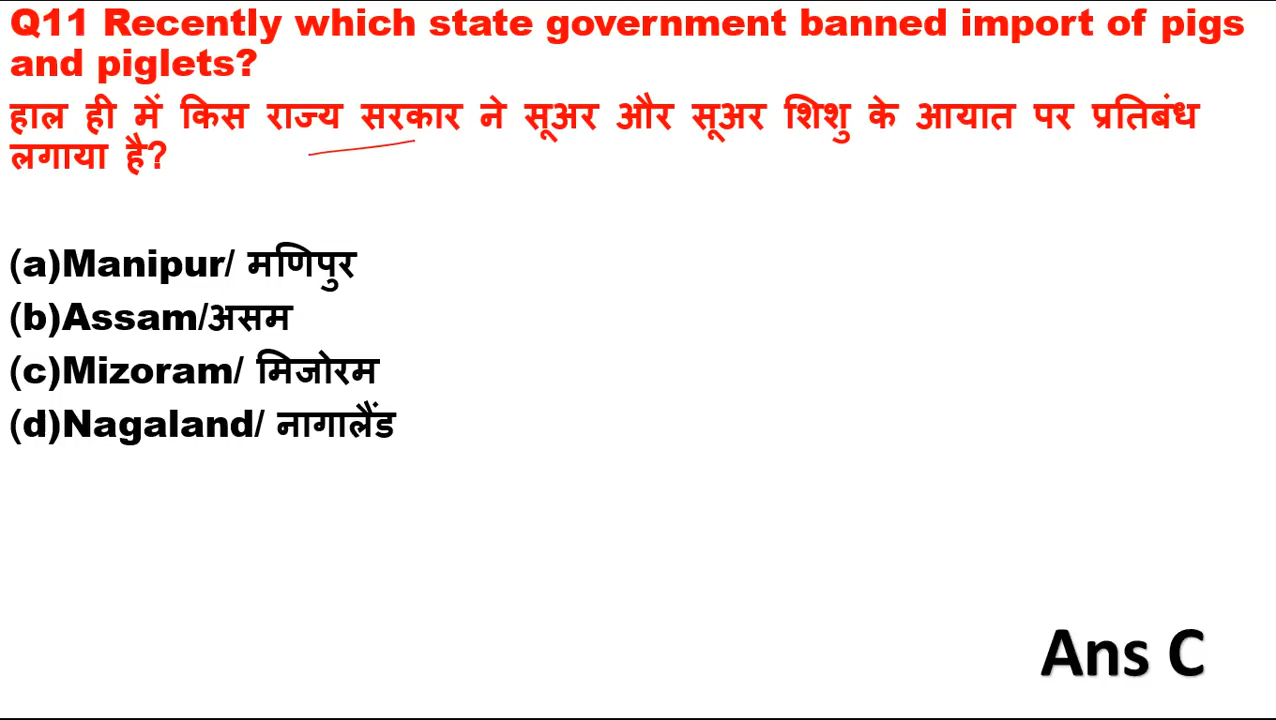 Q11 Recently which state government banned import of pigs
and piglets?
हाल ही में किस राज्य सरकार ने सूअर और सूअर शिशु के आयात पर प्रतिबंध
लगाया है?
(a)Manipur/ मणिपुर
(b)Assam/असम
(c)Mizoram/ मिजोरम
(d)Nagaland/ नागालैंड
Ans C